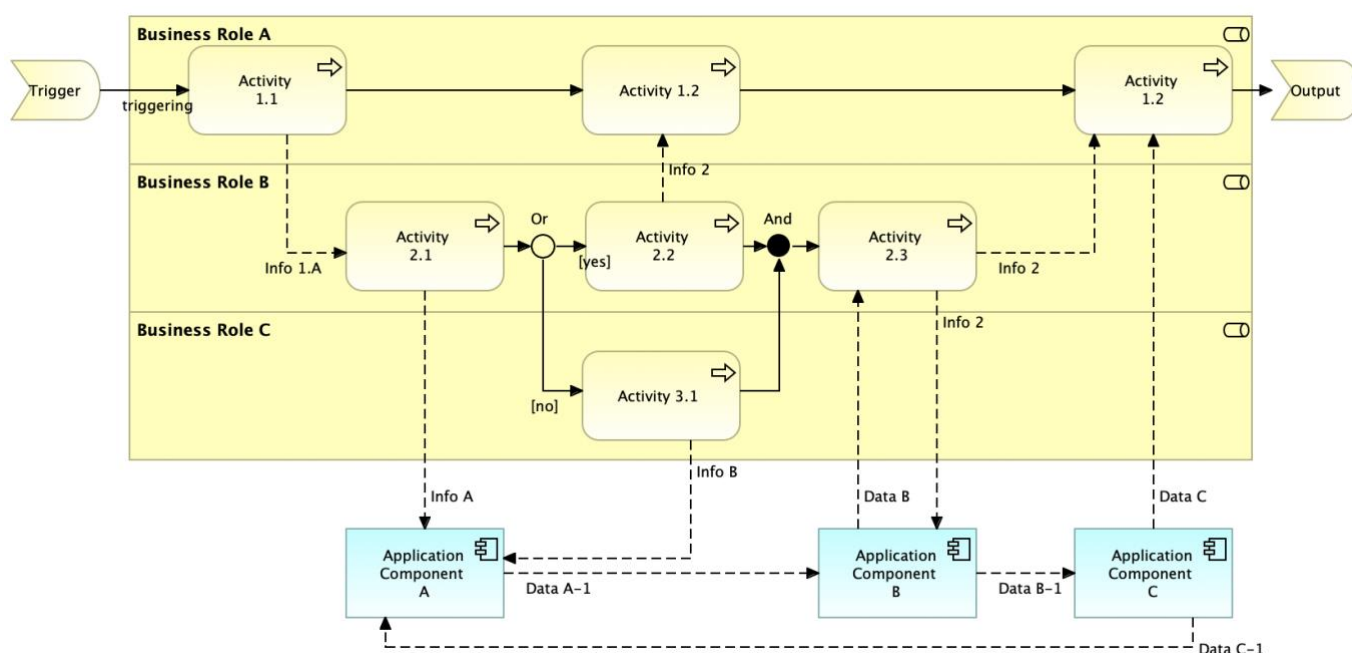 Business Role A
Trigger
triggering
Activity
1.1
Activity 1.2
Activity
1.2
Output
Info 2
Business Role B
Info 1.A
Activity
2.1
Or
[yes]
Activity
2.2
And
Activity
2.3
Info 2
Business Role C
Info 2
[no]
Activity 3.1
Info B
Info A
Data B
Data C
Application
Component
A
Data A-1
Application
Component
B
Data B-1
Application
Component
C
Data C-1